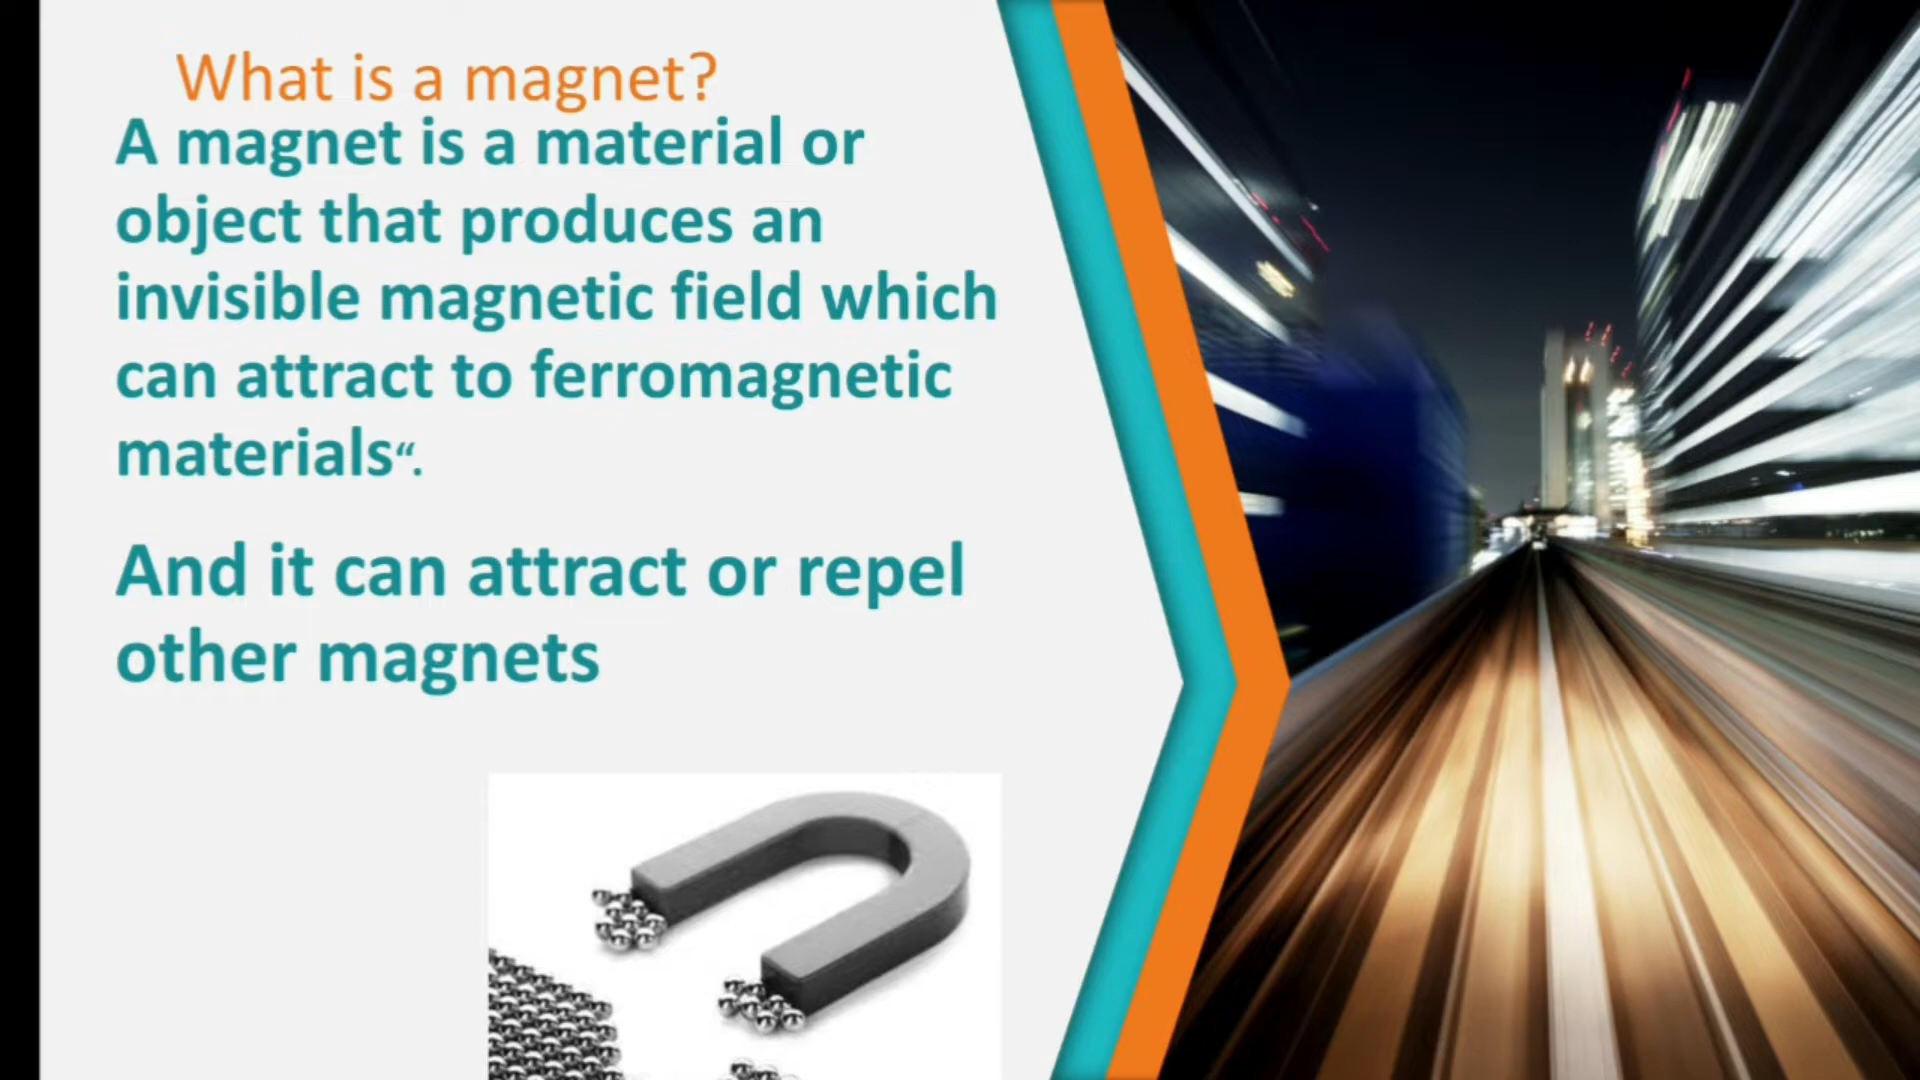 What is a magnet?
A magnet is a material or
object that produces an
invisible magnetic field which
can attract to ferromagnetic
materials“.
And it can attract or repel
other magnets